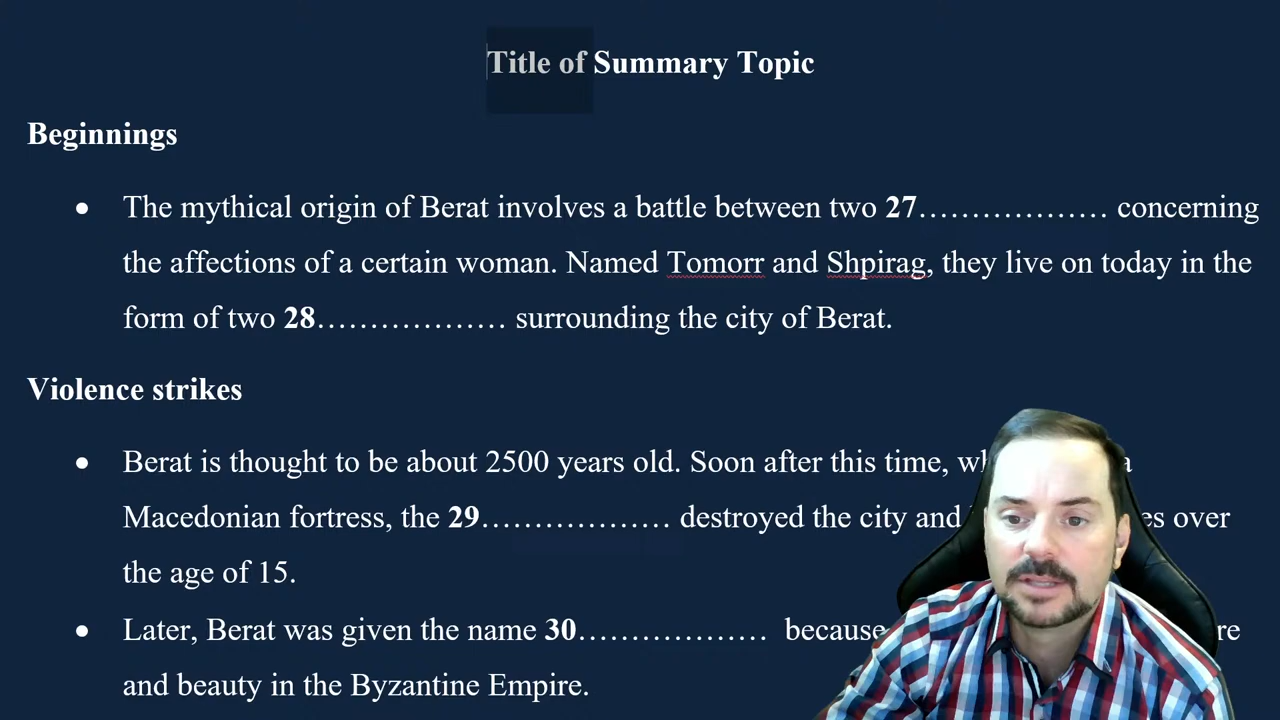 Title of Summary Topic
Beginnings
• The mythical origin of Berat involves a battle between two 27……………… concerning
the affections of a certain woman. Named Tomorr and Shpirag, they live on today in the
form of two 28……………… surrounding the city of Berat.
Violence strikes
• Berat is thought to be about 2500 years old. Soon after this time, a
Macedonian fortress, the 29……………… destroyed the city and over
the age of 15.
• Later, Berat was given the name 30……………… because
and beauty in the Byzantine Empire.